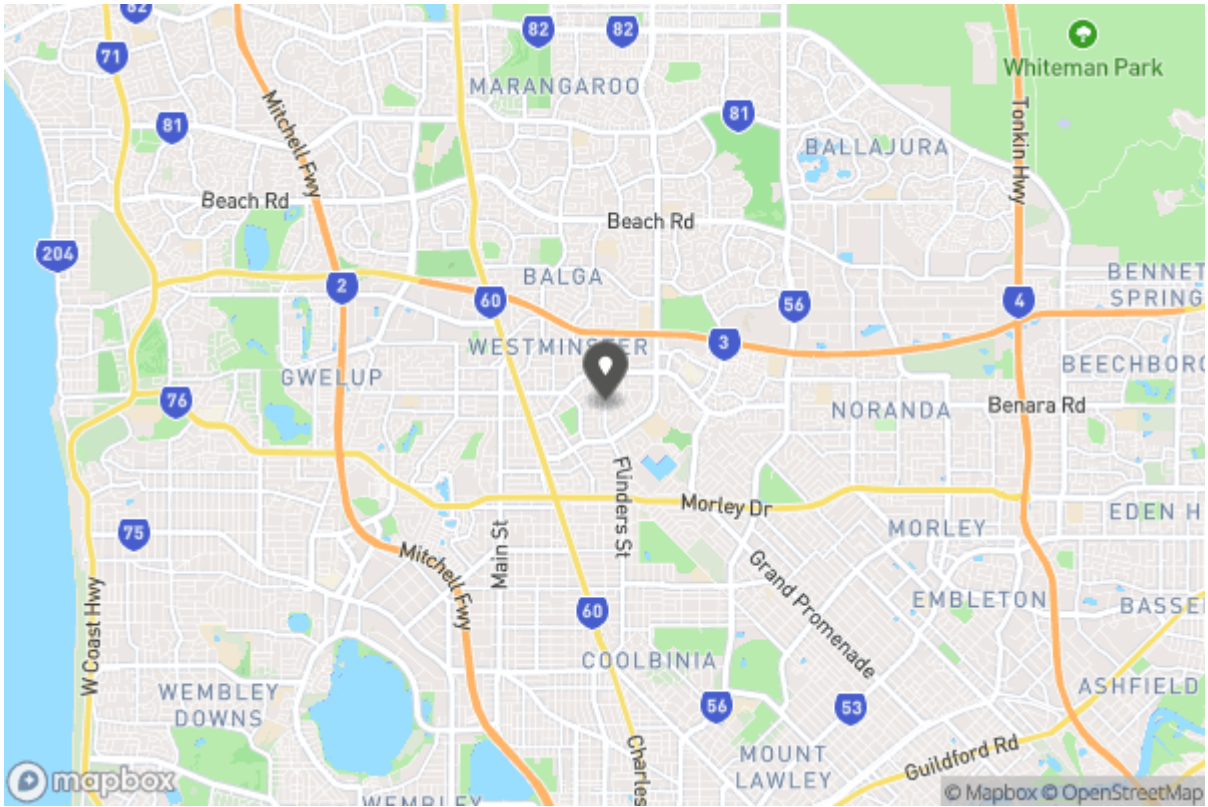 82
82
82
71
MARANGAROO
Whiteman Park
Mitchell Fwy
81
81
BALLAJURA
Tonkin Hwy
Beach Rd
Beach Rd
204
BALGA
2
60
56
4
BENNET
SPRING
3
WESTMINSTER
GWELUP
BEECHBORO
76
NORANDA
Benara Rd
Flinders St
Morley Dr
75
MORLEY
EDEN H
Main St
Mitchell Fwy
Grand Promenade
W Coast Hwy
60
EMBLETON
BASSE
COOLBINIA
WEMBLEY
DOWNS
56
53
ASHFIELD
MOUNT
LAWLEY
Charles
Guildford Rd
WEMBLEY
mapbox
© Mapbox © OpenStreetMap